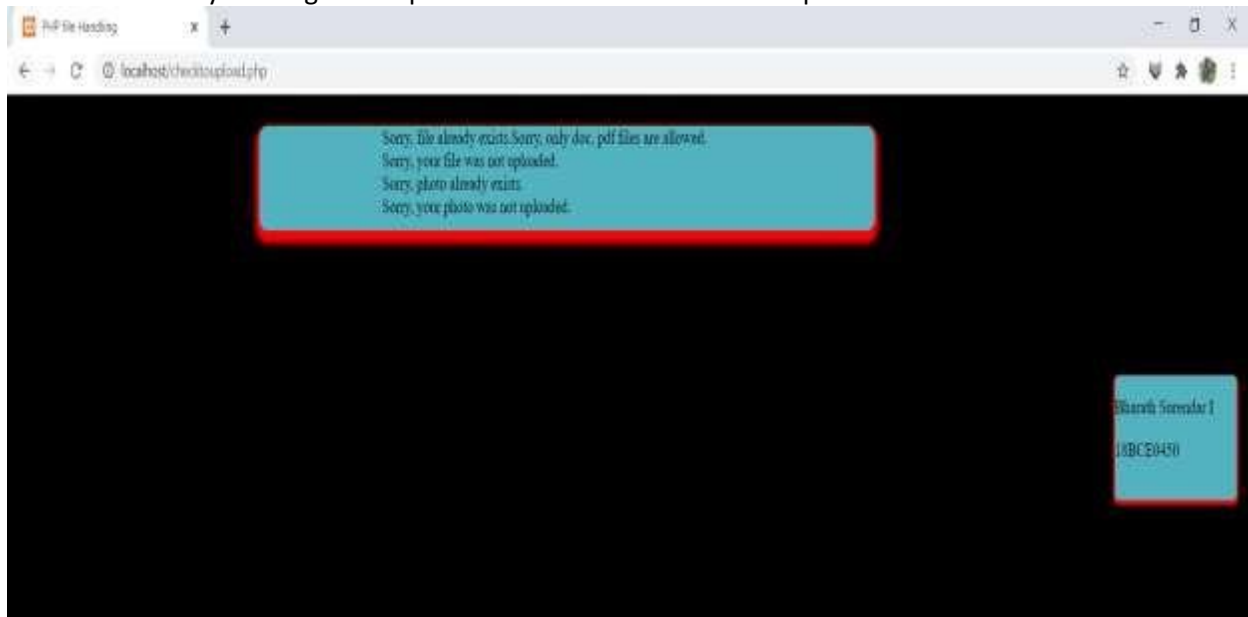 PHP file Handling x +
localhost/checktoupload.php
Sorry, file already exists.Sorry, only doc, pdf files are allowed.
Sorry, your file was not uploaded.
Sorry, photo already exists.
Sorry, your photo was not uploaded.
Bharath Surendar I
18BCE0450